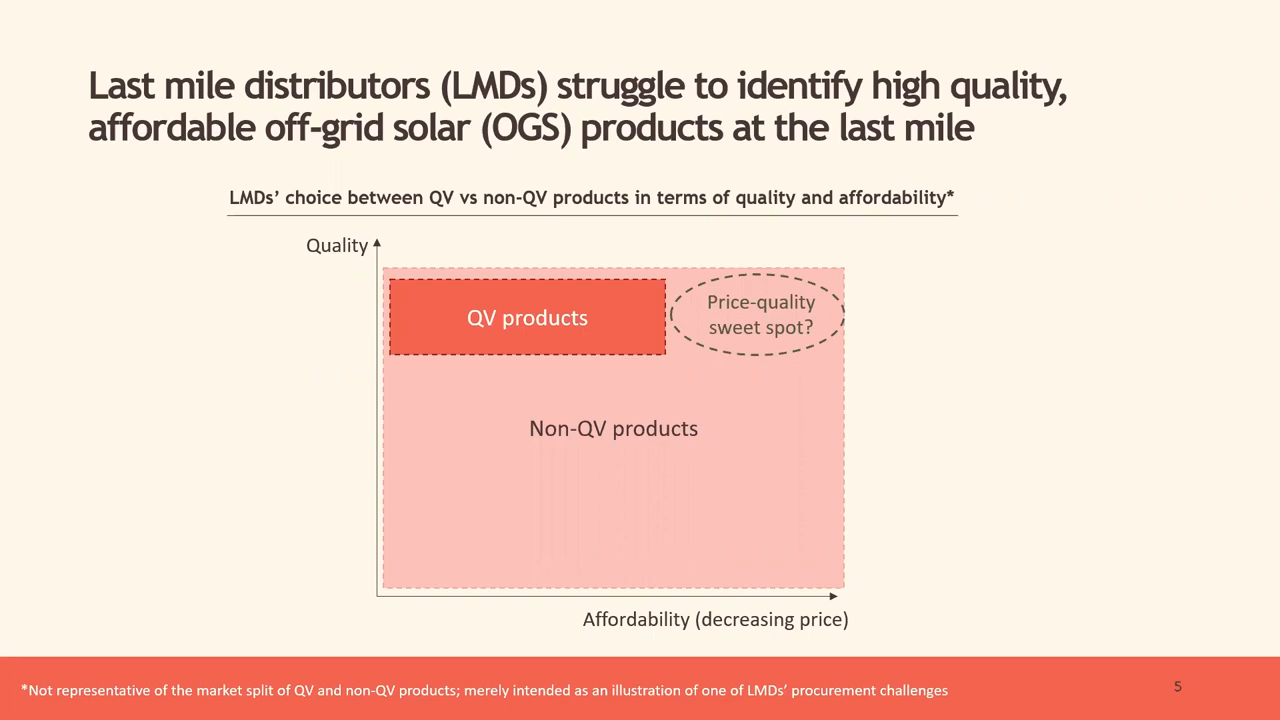 Last mile distributors (LMDs) struggle to identify high quality,
affordable off-grid solar (OGS) products at the last mile
LMDs’ choice between QV vs non-QV products in terms of quality and affordability*
Quality
QV products
Price-quality
sweet spot?
Non-QV products
Affordability (decreasing price)
*Not representative of the market split of QV and non-QV products; merely intended as an illustration of one of LMDs’ procurement challenges
5